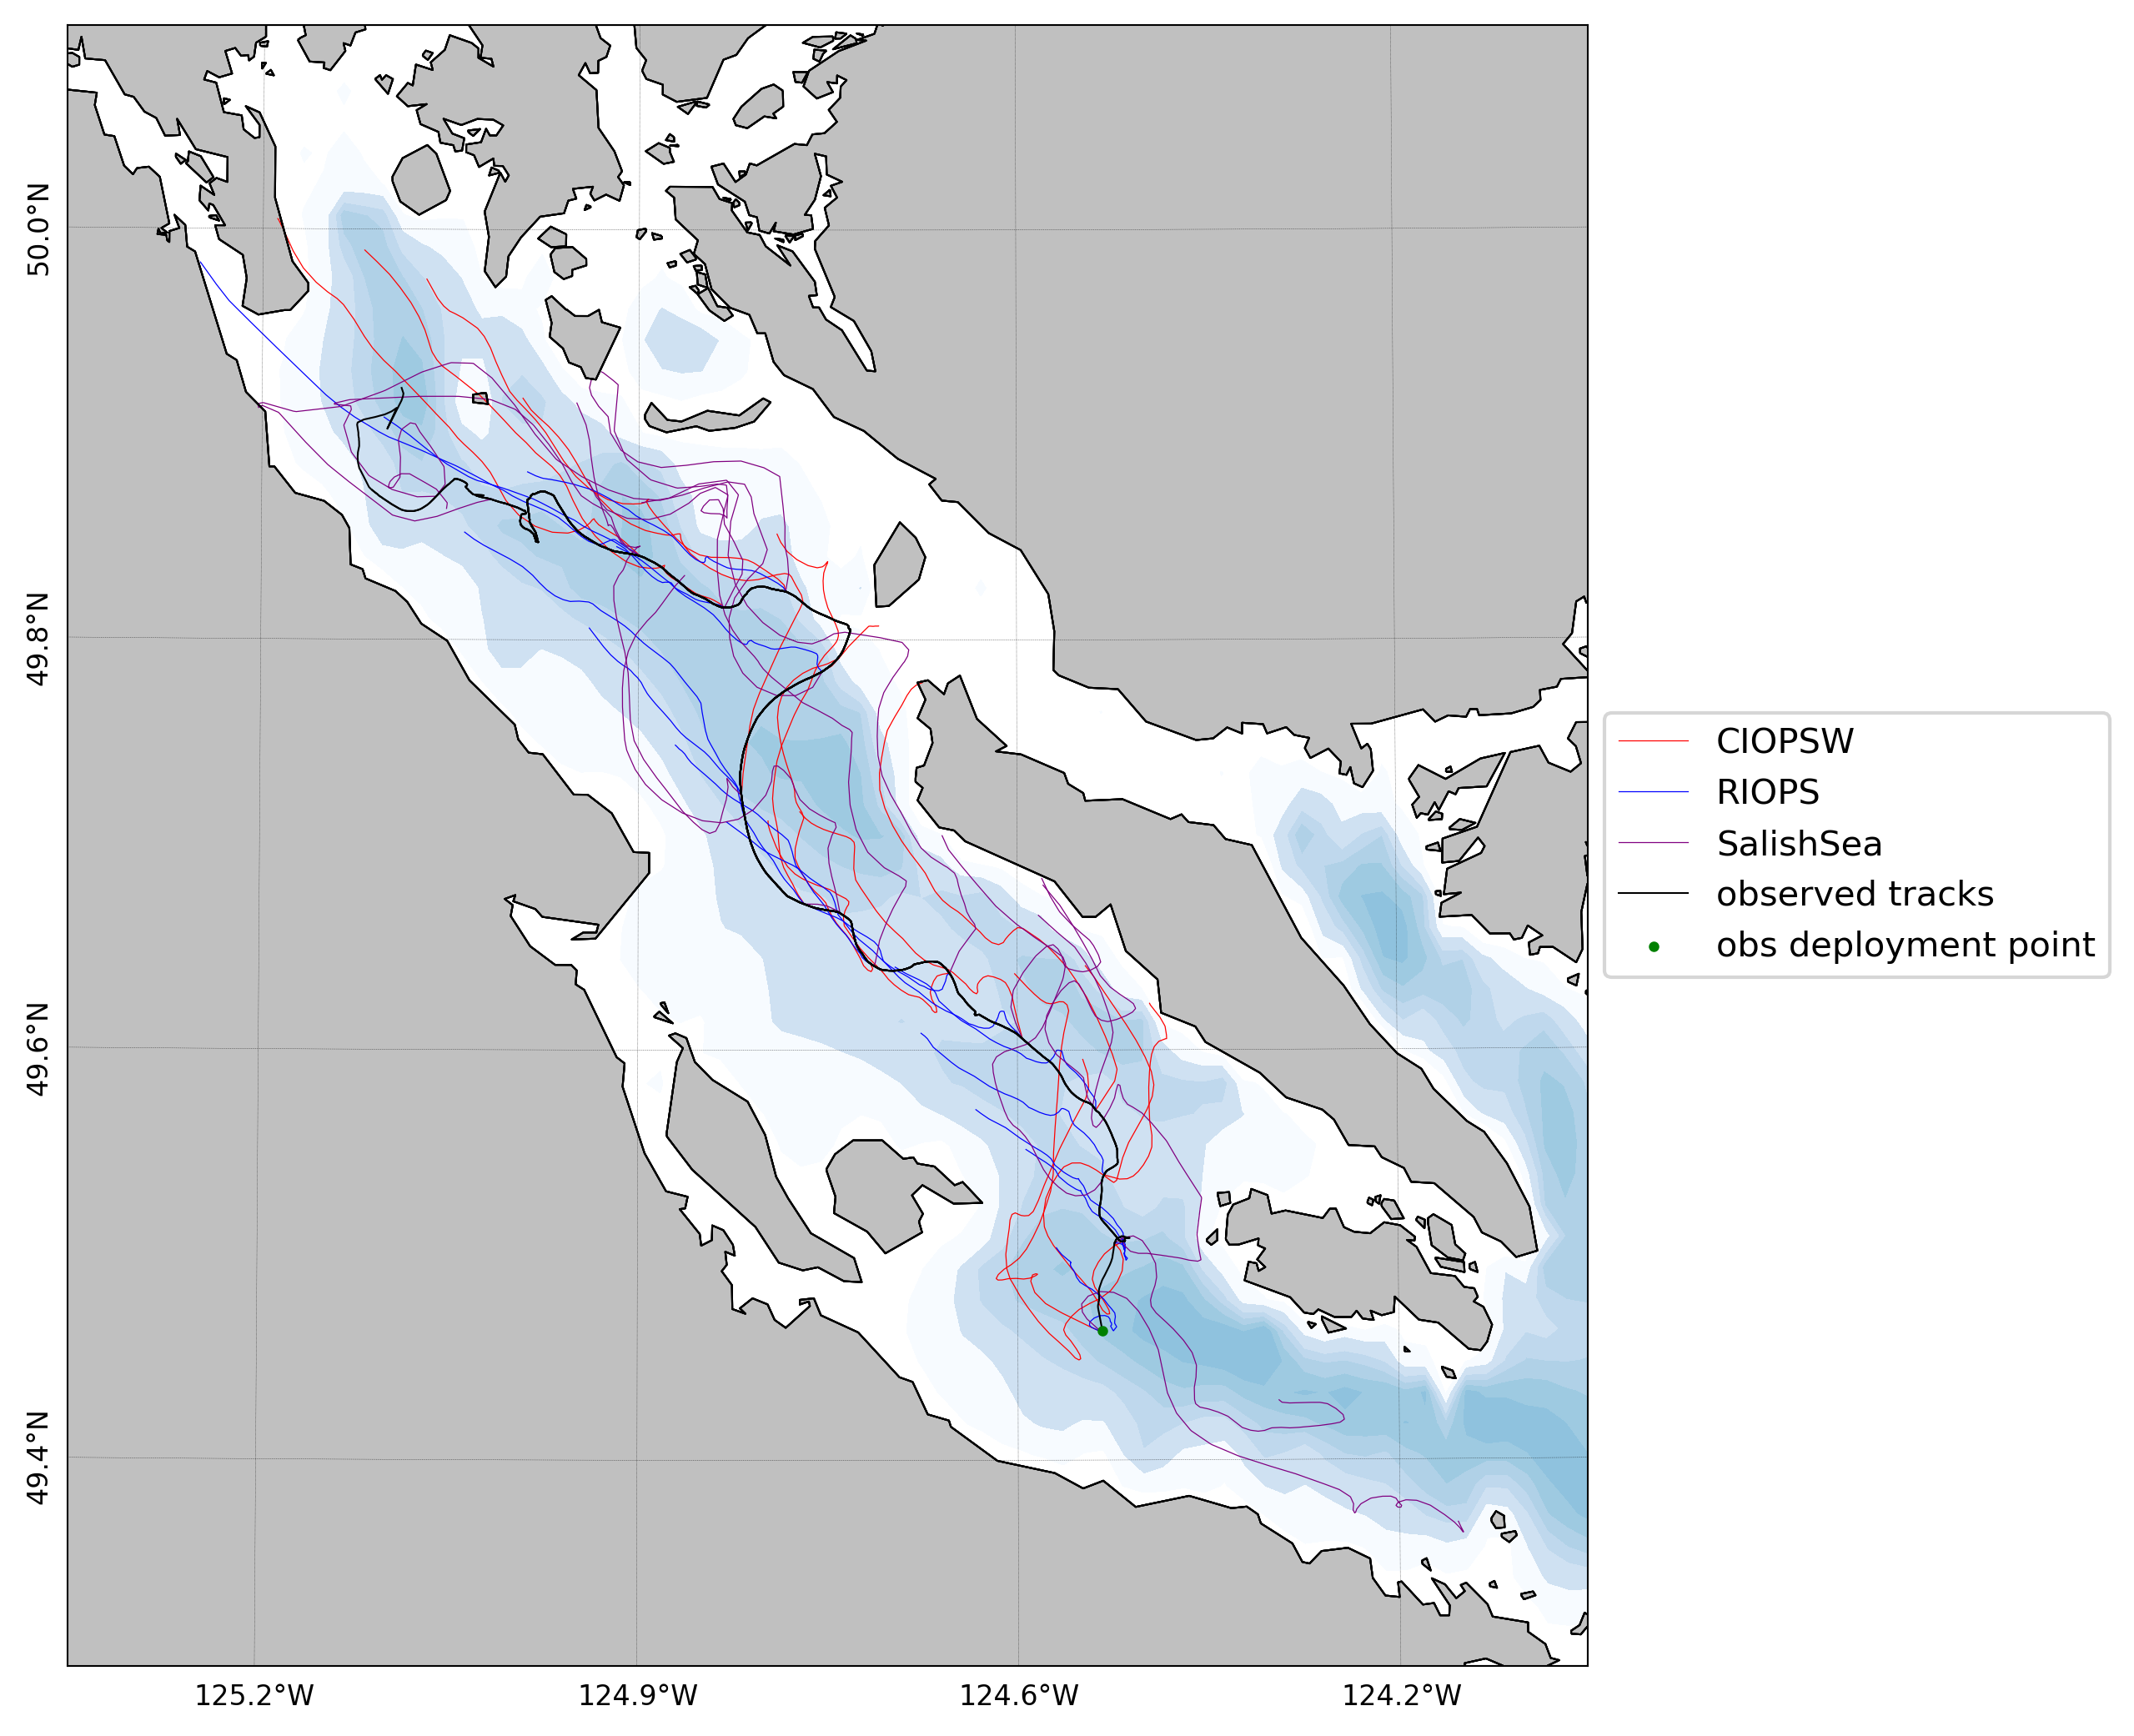 50.0°N
49.8°N
49.6°N
49.4°N
125.2°W
124.9°W
124.6°W
124.2°W
CIOPSW
RIOPS
SalishSea
observed tracks
obs deployment point